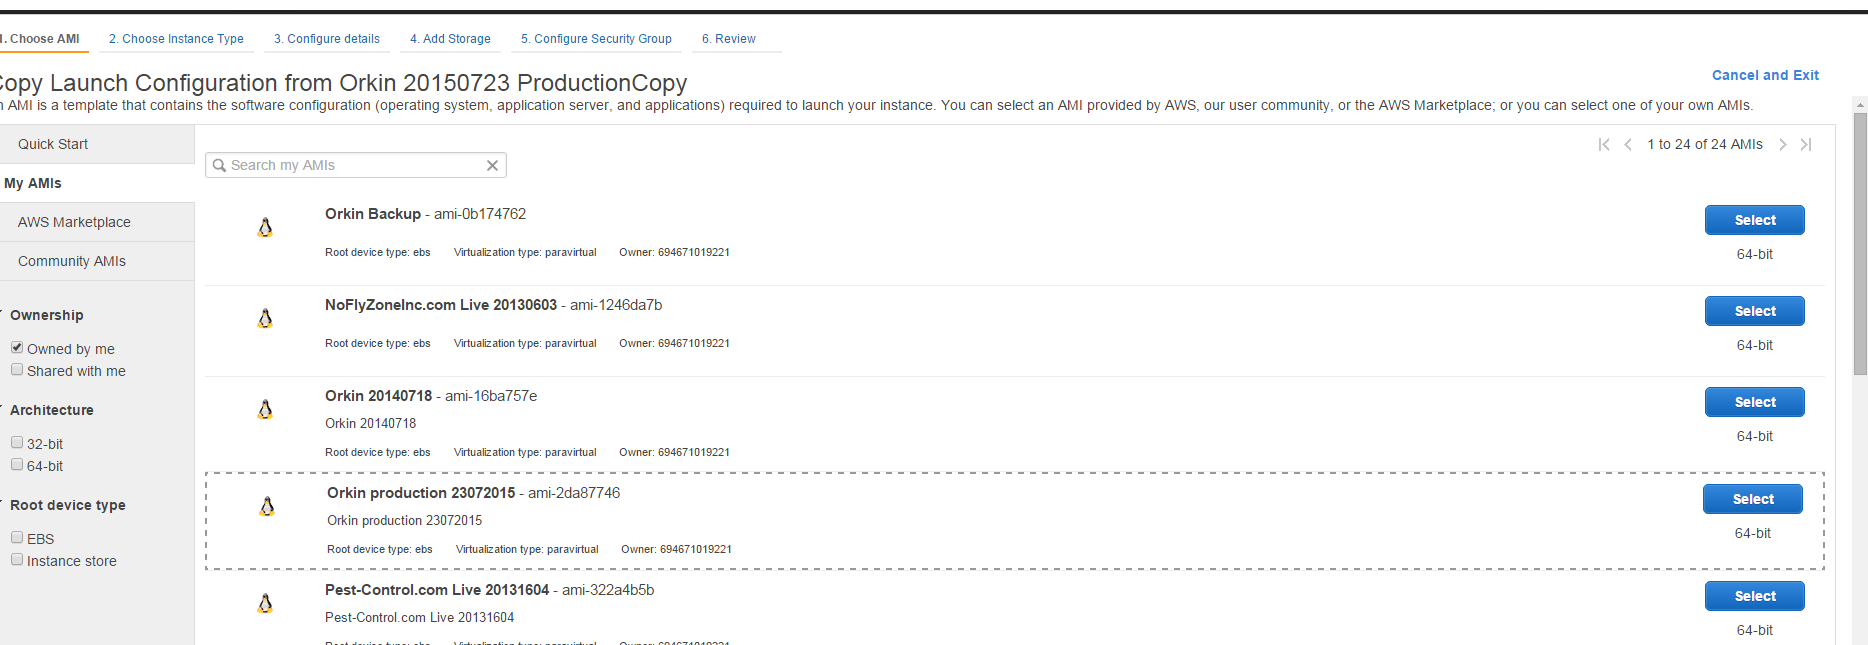 1. Choose AMI 2. Choose Instance Type 3. Configure details 4. Add Storage 5. Configure Security Group 6. Review
opy Launch Configuration from Orkin 20150723 ProductionCopy
Cancel and Exit
n AMI is a template that contains the software configuration (operating system, application server, and applications) required to launch your instance. You can select an AMI provided by AWS, our user community, or the AWS Marketplace; or you can select one of your own AMIs.
Quick Start
My AMIs
AWS Marketplace
Community AMIs
Ownership
Owned by me
Shared with me
Architecture
32-bit
64-bit
Root device type
EBS
Instance store
1 to 24 of 24 AMIs
Search my AMIs
Orkin Backup - ami-0b174762
Root device type: ebs Virtualization type: paravirtual Owner: 694671019221
Select
64-bit
NoFlyZoneInc.com Live 20130603 - ami-1246da7b
Root device type: ebs Virtualization type: paravirtual Owner: 694671019221
Select
64-bit
Orkin 20140718 - ami-16ba757e
Orkin 20140718
Root device type: ebs Virtualization type: paravirtual Owner: 694671019221
Select
64-bit
Orkin production 23072015 - ami-2da87746
Orkin production 23072015
Root device type: ebs Virtualization type: paravirtual Owner: 694671019221
Select
64-bit
Pest-Control.com Live 20131604 - ami-322a4b5b
Pest-Control.com Live 20131604
Root device type: ebs Virtualization type: paravirtual Owner: 694671019221
Select
64-bit